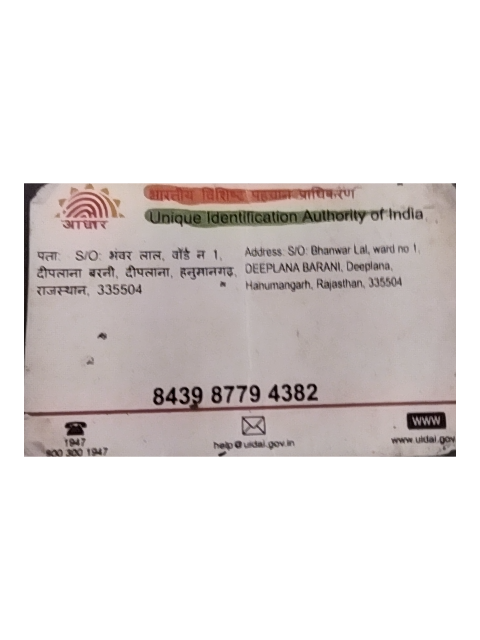 भारतीय विशिष्ट पहचान प्राधिकरण
Unique Identification Authority of India
आधार
पता: S/O: भंवर लाल, वॉर्ड न 1,
दीपलाना बरनी, दीपलाना, हनुमानगढ़,
राजस्थान, 335504
Address: S/O: Bhanwar Lal, ward no 1,
DEEPLANA BARANI, Deeplana,
Hanumangarh, Rajasthan, 335504
8439 8779 4382
1947
300 1947
help@uidai.gov.in
WWW
www.uidai.gov